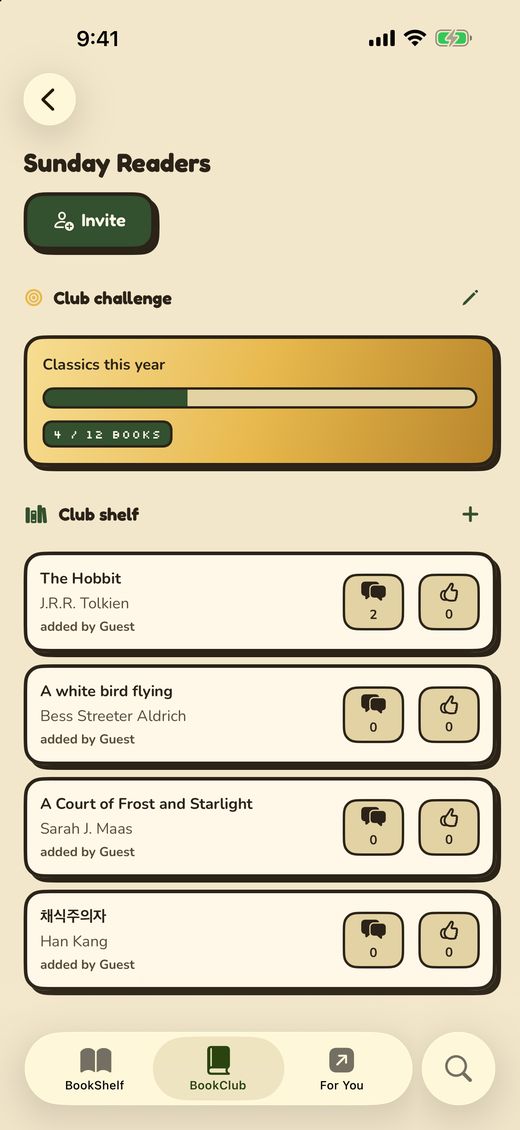 9:41
Sunday Readers
Invite
Club challenge
Classics this year
4 / 12 BOOKS
Club shelf
The Hobbit
J.R.R. Tolkien
added by Guest
2
0
A white bird flying
Bess Streeter Aldrich
added by Guest
0
0
A Court of Frost and Starlight
Sarah J. Maas
added by Guest
0
0
채식주의자
Han Kang
added by Guest
0
0
BookShelf
BookClub
For You